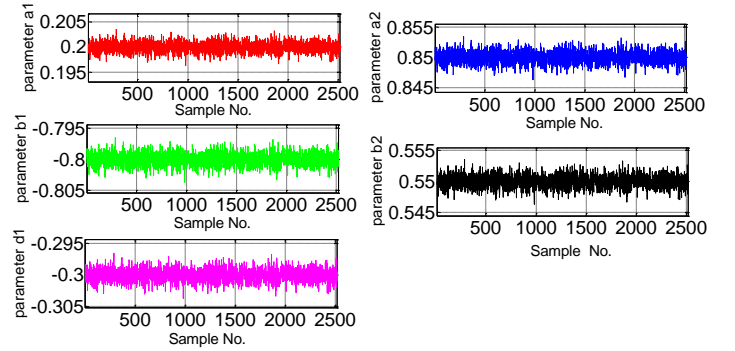 parameter a1
0.205
0.2
0.195
500 1000 1500 2000 2500
Sample No.
parameter a2
0.855
0.85
0.845
500 1000 1500 2000 2500
Sample No.
parameter b1
-0.795
-0.8
-0.805
500 1000 1500 2000 2500
Sample No.
parameter b2
0.555
0.55
0.545
500 1000 1500 2000 2500
Sample No.
parameter d1
-0.295
-0.3
-0.305
500 1000 1500 2000 2500
Sample No.